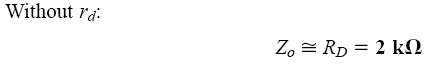 Without r_d:
Z_o ≅ R_D = 2 kΩ